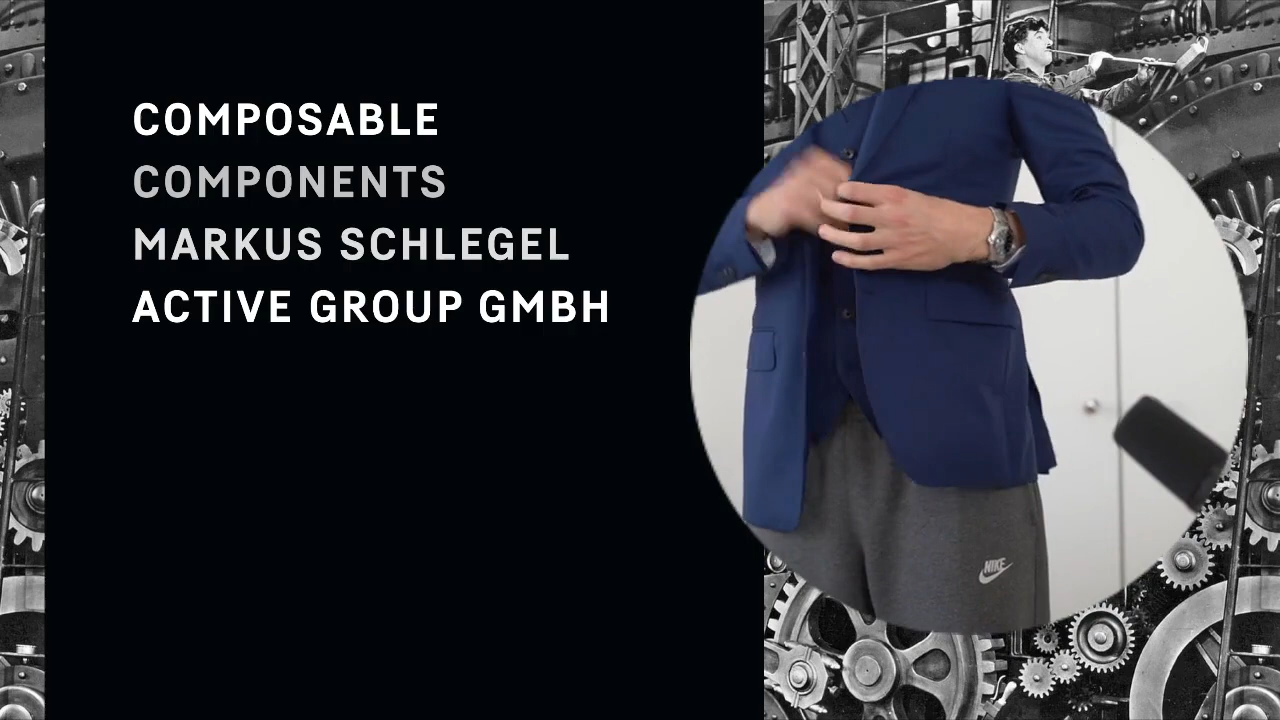 COMPOSABLE
COMPONENTS
MARKUS SCHLEGEL
ACTIVE GROUP GMBH
NIKE